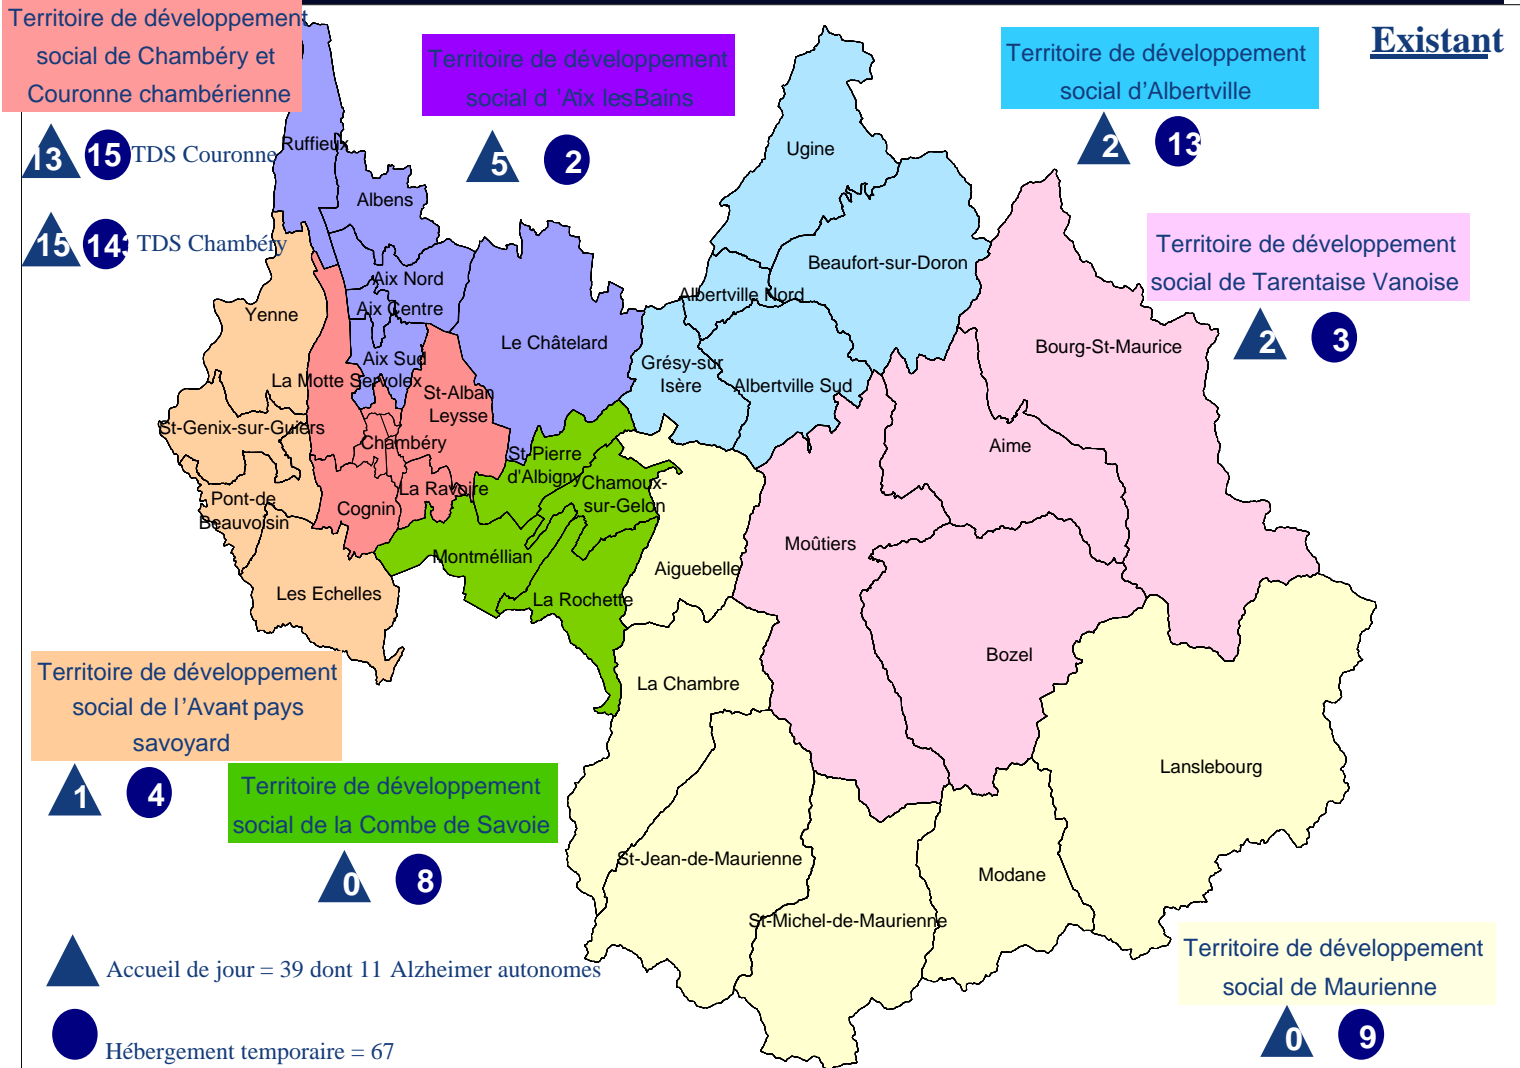 Territoire de développement
social de Chambéry et
Couronne chambérienne
Territoire de développement
social d 'Aix lesBains
Territoire de développement
social d'Albertville
Existant
13 15 TDS Couronne
5 2
2 13
15 14 TDS Chambéry
Territoire de développement
social de Tarentaise Vanoise
2 3
Ruffieux
Albens
Aix Nord
Aix Centre
Aix Sud
Le Châtelard
Ugine
Beaufort-sur-Doron
Albertville Nord
Grésy-sur
Isère
Albertville Sud
Bourg-St-Maurice
Aime
Yenne
La Motte Servolex
St-Alban
Leysse
St-Genix-sur-Guiers
Chambéry
La Ravoire
Cognin
Pont-de
Beauvoisin
Les Echelles
St-Pierre
d'Albigny
Chamoux-
sur-Gelon
Montméllian
La Rochette
Aiguebelle
Moûtiers
Bozel
La Chambre
Lanslebourg
St-Jean-de-Maurienne
St-Michel-de-Maurienne
Modane
Territoire de développement
social de l'Avant pays
savoyard
1 4
Territoire de développement
social de la Combe de Savoie
0 8
Territoire de développement
social de Maurienne
0 9
Accueil de jour = 39 dont 11 Alzheimer autonomes
Hébergement temporaire = 67